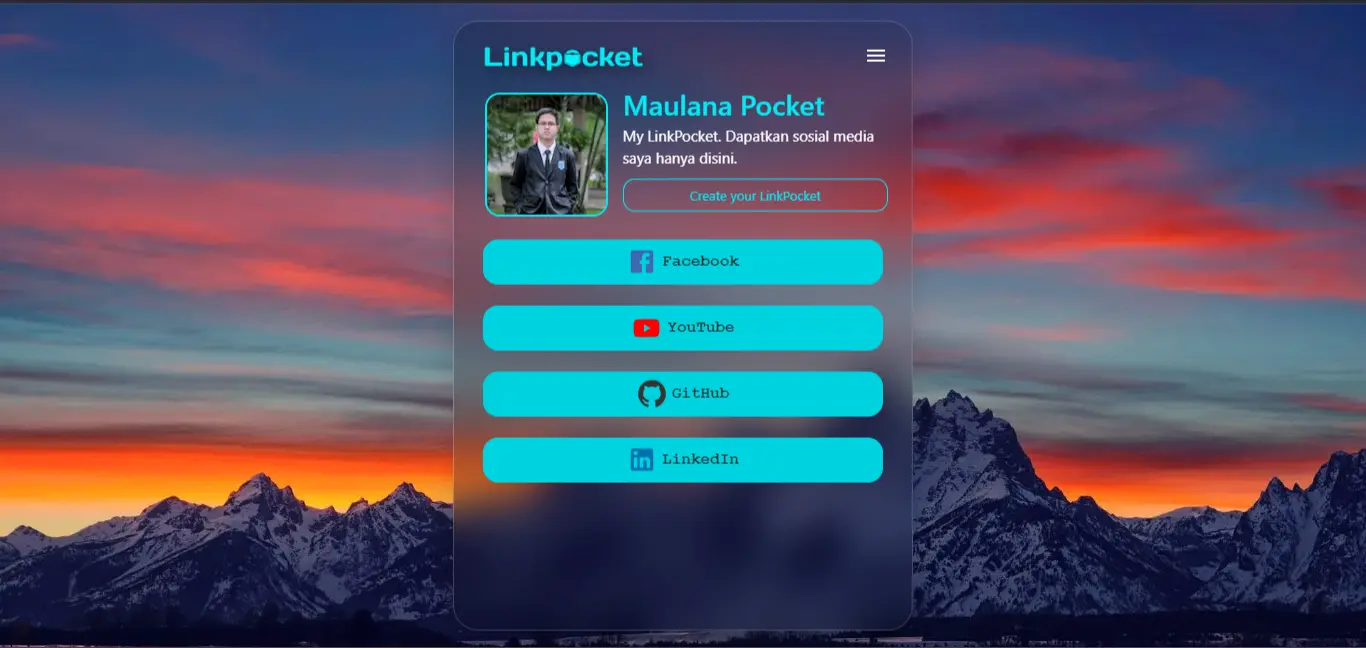 Linkpocket
Maulana Pocket
My LinkPocket. Dapatkan sosial media
saya hanya disini.
Create your LinkPocket
Facebook
YouTube
GitHub
LinkedIn